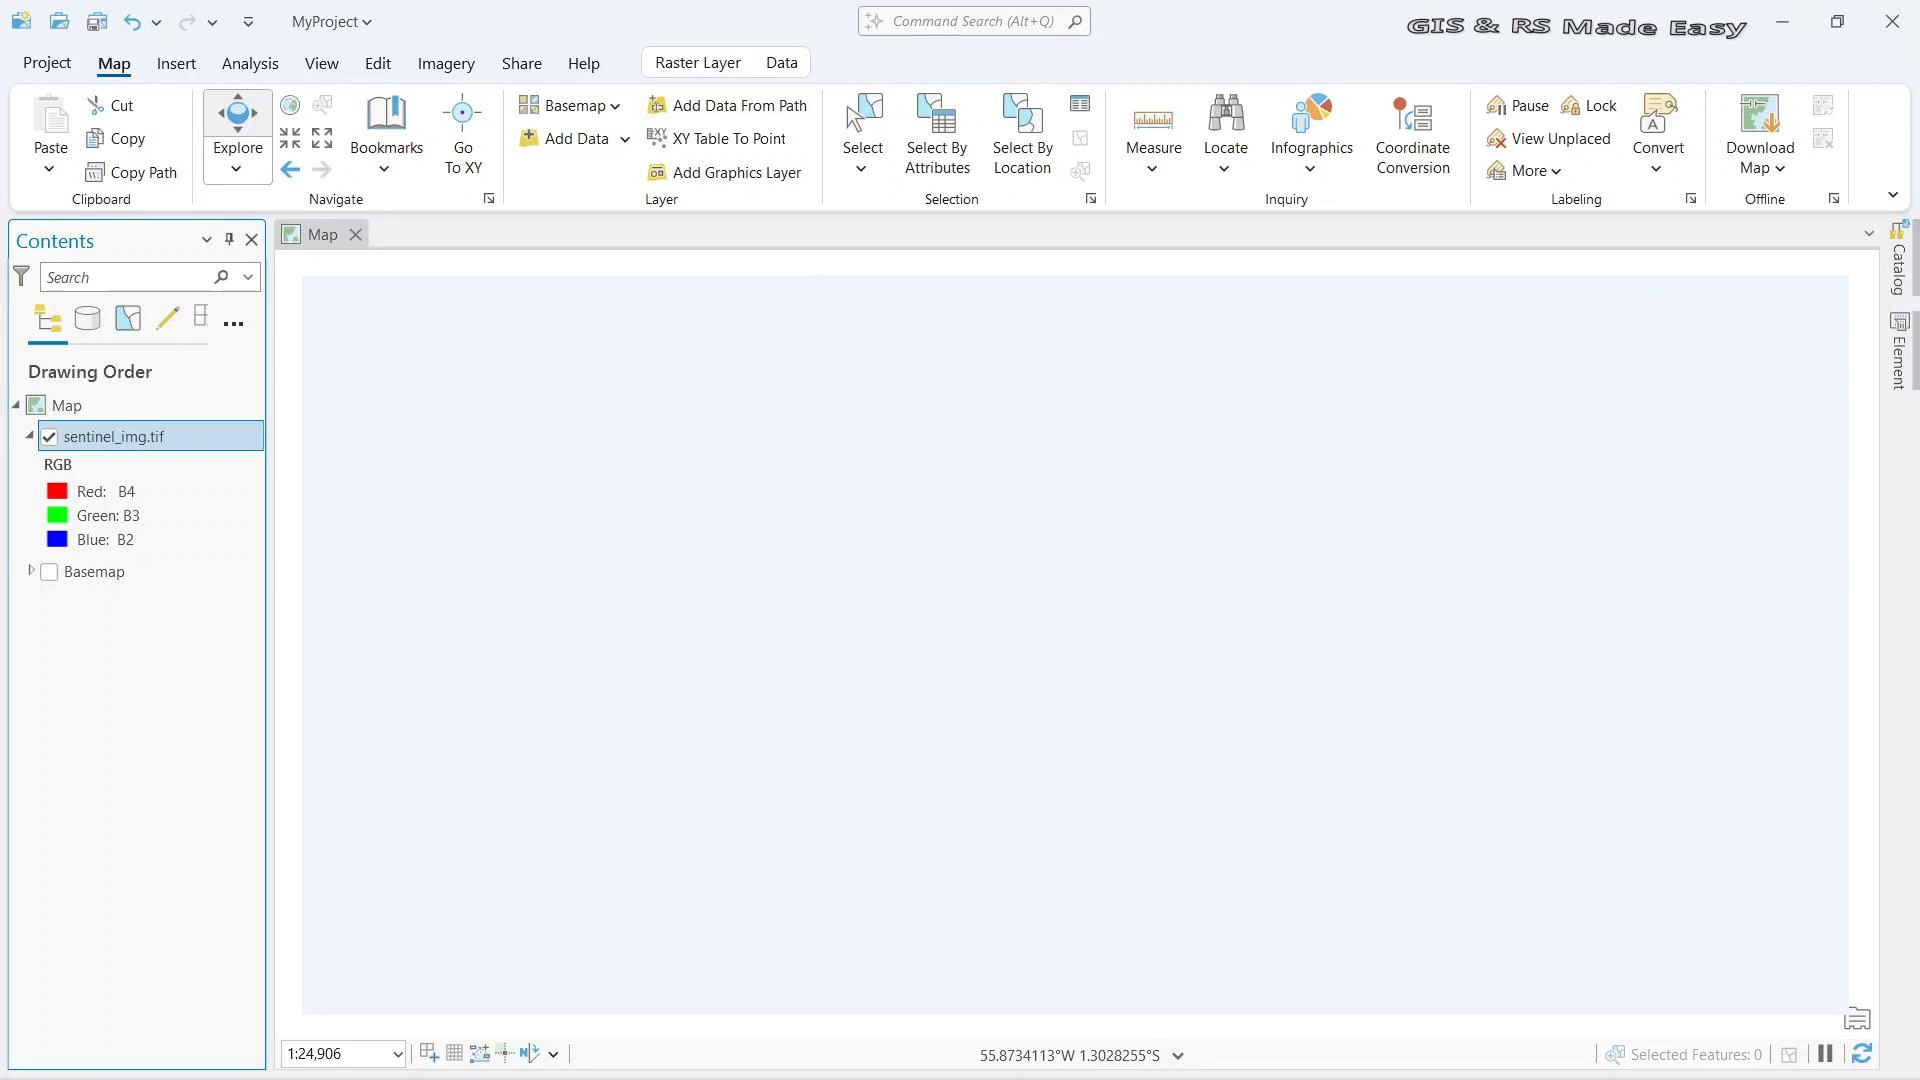 MyProject
Command Search (Alt+Q)
GIS & RS Made Easy
Project
Map
Insert
Analysis
View
Edit
Imagery
Share
Help
Raster Layer
Data
Paste
Cut
Copy
Copy Path
Clipboard
Explore
Bookmarks
Go
To XY
Navigate
Basemap
Add Data
Add Data From Path
XY Table To Point
Add Graphics Layer
Layer
Select
Select By
Attributes
Select By
Location
Selection
Measure
Locate
Infographics
Coordinate
Conversion
Inquiry
Pause
Lock
View Unplaced
More
Convert
Labeling
Download
Map
Offline
Contents
Search
Drawing Order
Map
sentinel_img.tif
RGB
Red: B4
Green: B3
Blue: B2
Basemap
Map
Catalog
Element
1:24,906
55.8734113°W 1.3028255°S
Selected Features: 0